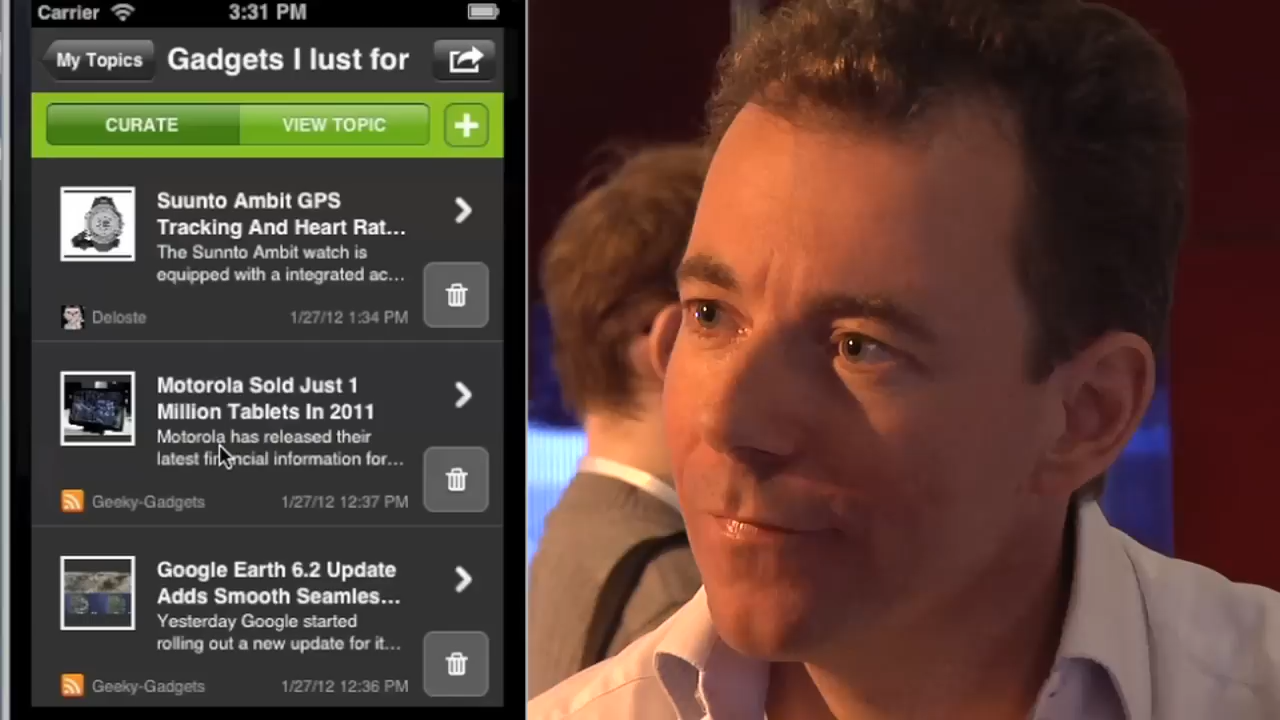 Carrier 3:31 PM
My Topics Gadgets I lust for
CURATE VIEW TOPIC +
Suunto Ambit GPS
Tracking And Heart Rat...
The Sunnto Ambit watch is
equipped with a integrated ac...
Deloste 1/27/12 1:34 PM
Motorola Sold Just 1
Million Tablets In 2011
Motorola has released their
latest financial information for...
Geeky-Gadgets 1/27/12 12:37 PM
Google Earth 6.2 Update
Adds Smooth Seamles...
Yesterday Google started
rolling out a new update for it...
Geeky-Gadgets 1/27/12 12:36 PM